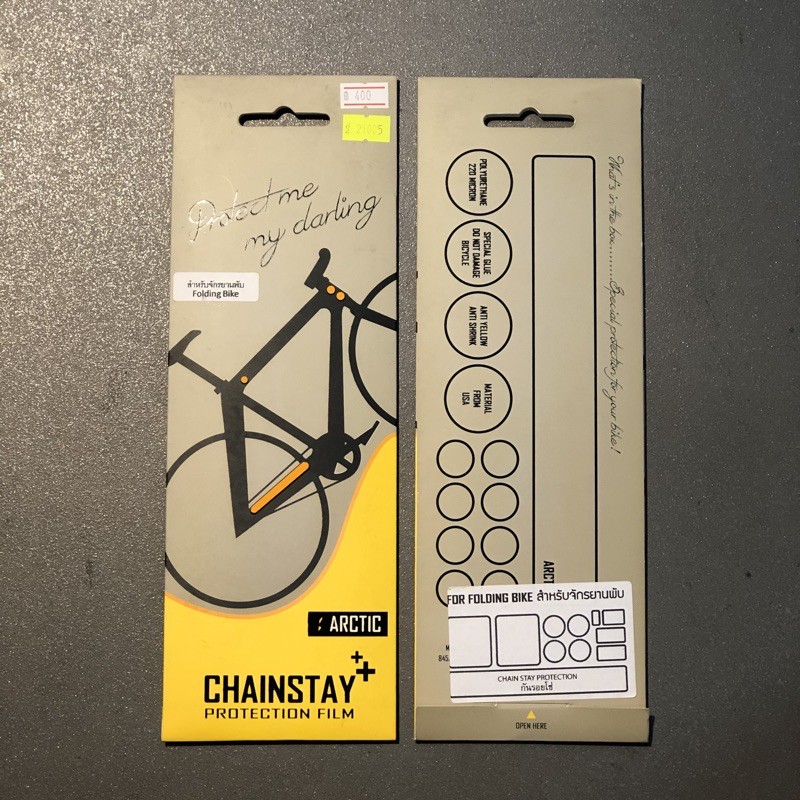 ฿ 400
Protect me
my darling
สำหรับจักรยานพับ
Folding Bike
ARCTIC
CHAINSTAY++
PROTECTION FILM
What's in the box........Special protection for your bike!
POLYURETHANE
220 MICRON
SPECIAL GLUE
DO NOT DAMAGE
BICYCLE
ANTI YELLOW
ANTI SHRINK
MATERIAL
FROM
USA
FOR FOLDING BIKE สำหรับจักรยานพับ
CHAIN STAY PROTECTION
กันรอยโซ่
OPEN HERE